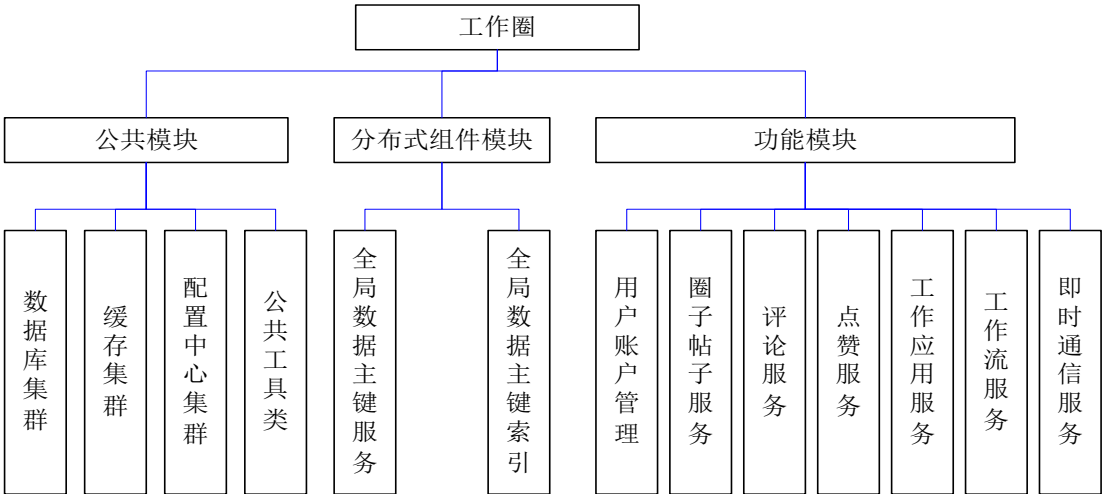 工作圈
公共模块
分布式组件模块
功能模块
数据库集群
缓存集群
配置中心集群
公共工具类
全局数据主键服务
全局数据主键索引
用户账户管理
圈子帖子服务
评论服务
点赞服务
工作应用服务
工作流服务
即时通信服务